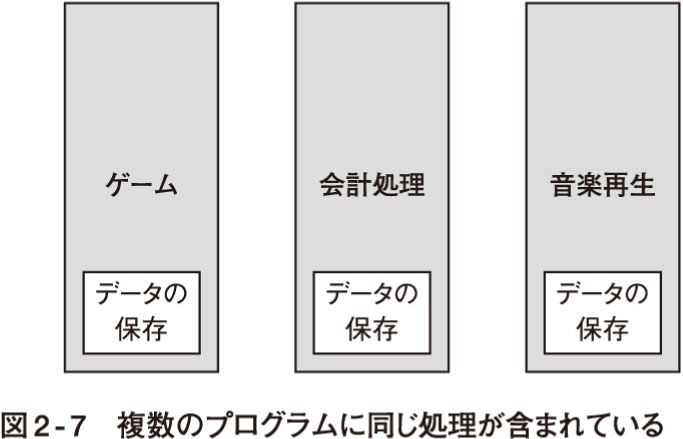 ゲーム
会計処理
音楽再生
データの
保存
データの
保存
データの
保存
図2-7 複数のプログラムに同じ処理が含まれている